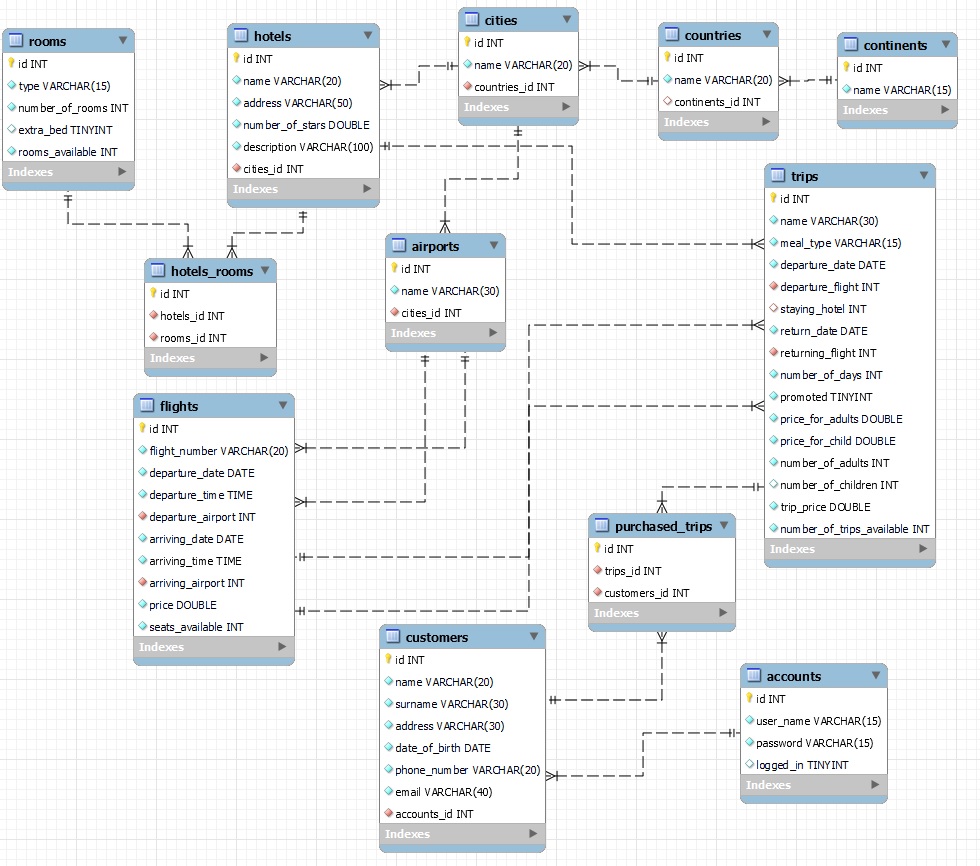 rooms
id INT
type VARCHAR(15)
number_of_rooms INT
extra_bed TINYINT
rooms_available INT
Indexes
hotels
id INT
name VARCHAR(20)
address VARCHAR(50)
number_of_stars DOUBLE
description VARCHAR(100)
cities_id INT
Indexes
cities
id INT
name VARCHAR(20)
countries_id INT
Indexes
countries
id INT
name VARCHAR(20)
continents_id INT
Indexes
continents
id INT
name VARCHAR(15)
Indexes
hotels_rooms
id INT
hotels_id INT
rooms_id INT
Indexes
airports
id INT
name VARCHAR(30)
cities_id INT
Indexes
trips
id INT
name VARCHAR(30)
meal_type VARCHAR(15)
departure_date DATE
departure_flight INT
staying_hotel INT
return_date DATE
returning_flight INT
number_of_days INT
promoted TINYINT
price_for_adults DOUBLE
price_for_child DOUBLE
number_of_adults INT
number_of_children INT
trip_price DOUBLE
number_of_trips_available INT
Indexes
flights
id INT
flight_number VARCHAR(20)
departure_date DATE
departure_time TIME
departure_airport INT
arriving_date DATE
arriving_time TIME
arriving_airport INT
price DOUBLE
seats_available INT
Indexes
purchased_trips
id INT
trips_id INT
customers_id INT
Indexes
customers
id INT
name VARCHAR(20)
surname VARCHAR(30)
address VARCHAR(30)
date_of_birth DATE
phone_number VARCHAR(20)
email VARCHAR(40)
accounts_id INT
Indexes
accounts
id INT
user_name VARCHAR(15)
password VARCHAR(15)
logged_in TINYINT
Indexes